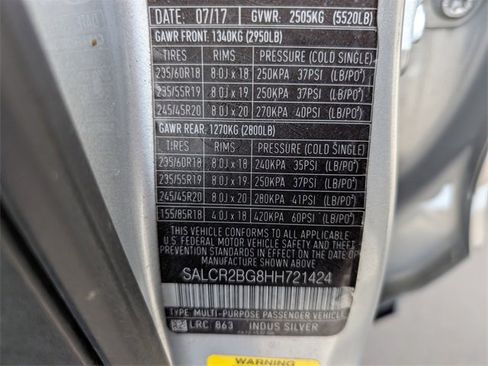 DATE: 07/17 GVWR: 2505KG (5520LB)
GAWR FRONT: 1340KG (2950LB)
TIRES RIMS PRESSURE (COLD SINGLE)
235/60R18 8.0J x 18 250KPA 37PSI (LB/PO²)
235/55R19 8.0J x 19 250KPA 37PSI (LB/PO²)
245/45R20 8.0J x 20 270KPA 40PSI (LB/PO²)
GAWR REAR: 1270KG (2800LB)
TIRES RIMS PRESSURE (COLD SINGLE)
235/60R18 8.0J x 18 240KPA 35PSI (LB/PO²)
235/55R19 8.0J x 19 250KPA 37PSI (LB/PO²)
245/45R20 8.0J x 20 280KPA 41PSI (LB/PO²)
155/85R18 4.0J x 18 420KPA 60PSI (LB/PO²)
THIS VEHICLE CONFORMS TO ALL APPLICABLE
FEDERAL MOTOR VEHICLE SAFETY, BUMPER,
AND THEFT PREVENTION STANDARDS IN
EFFECT ON THE DATE OF
MANUFACTURE SHOWN ABOVE.
SALCR2BG8HH721424
TYPE: MULTI-PURPOSE PASSENGER VEHICLE
LRC 863 INDUS SILVER
WARNING